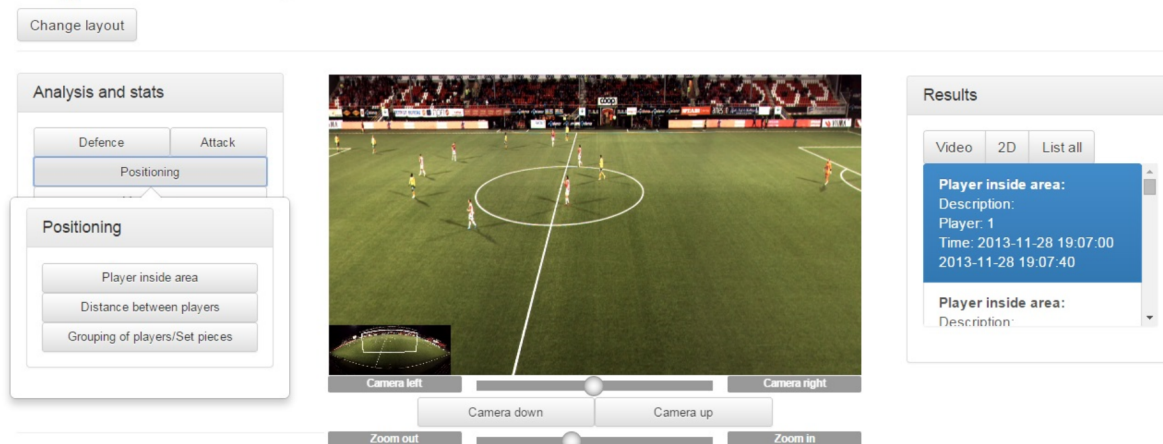 Change layout
Analysis and stats
Defence
Attack
Positioning
Positioning
Player inside area
Distance between players
Grouping of players/Set pieces
coop
Camera left
Camera right
Camera down
Camera up
Zoom out
Zoom in
Results
Video
2D
List all
Player inside area:
Description:
Player: 1
Time: 2013-11-28 19:07:00
2013-11-28 19:07:40
Player inside area:
Description: